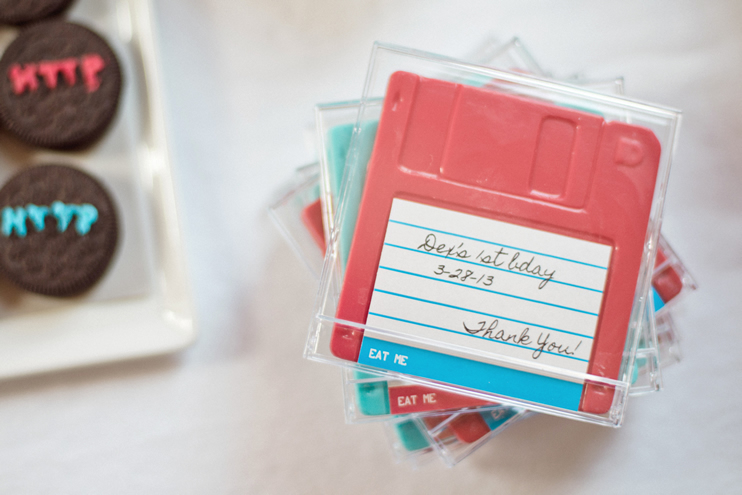 HTTP
HTTP
Dex's 1st bday
3-28-13
Thank You!
EAT ME
EAT ME